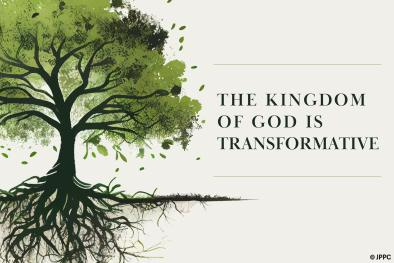 THE KINGDOM
OF GOD IS
TRANSFORMATIVE
© JPPC